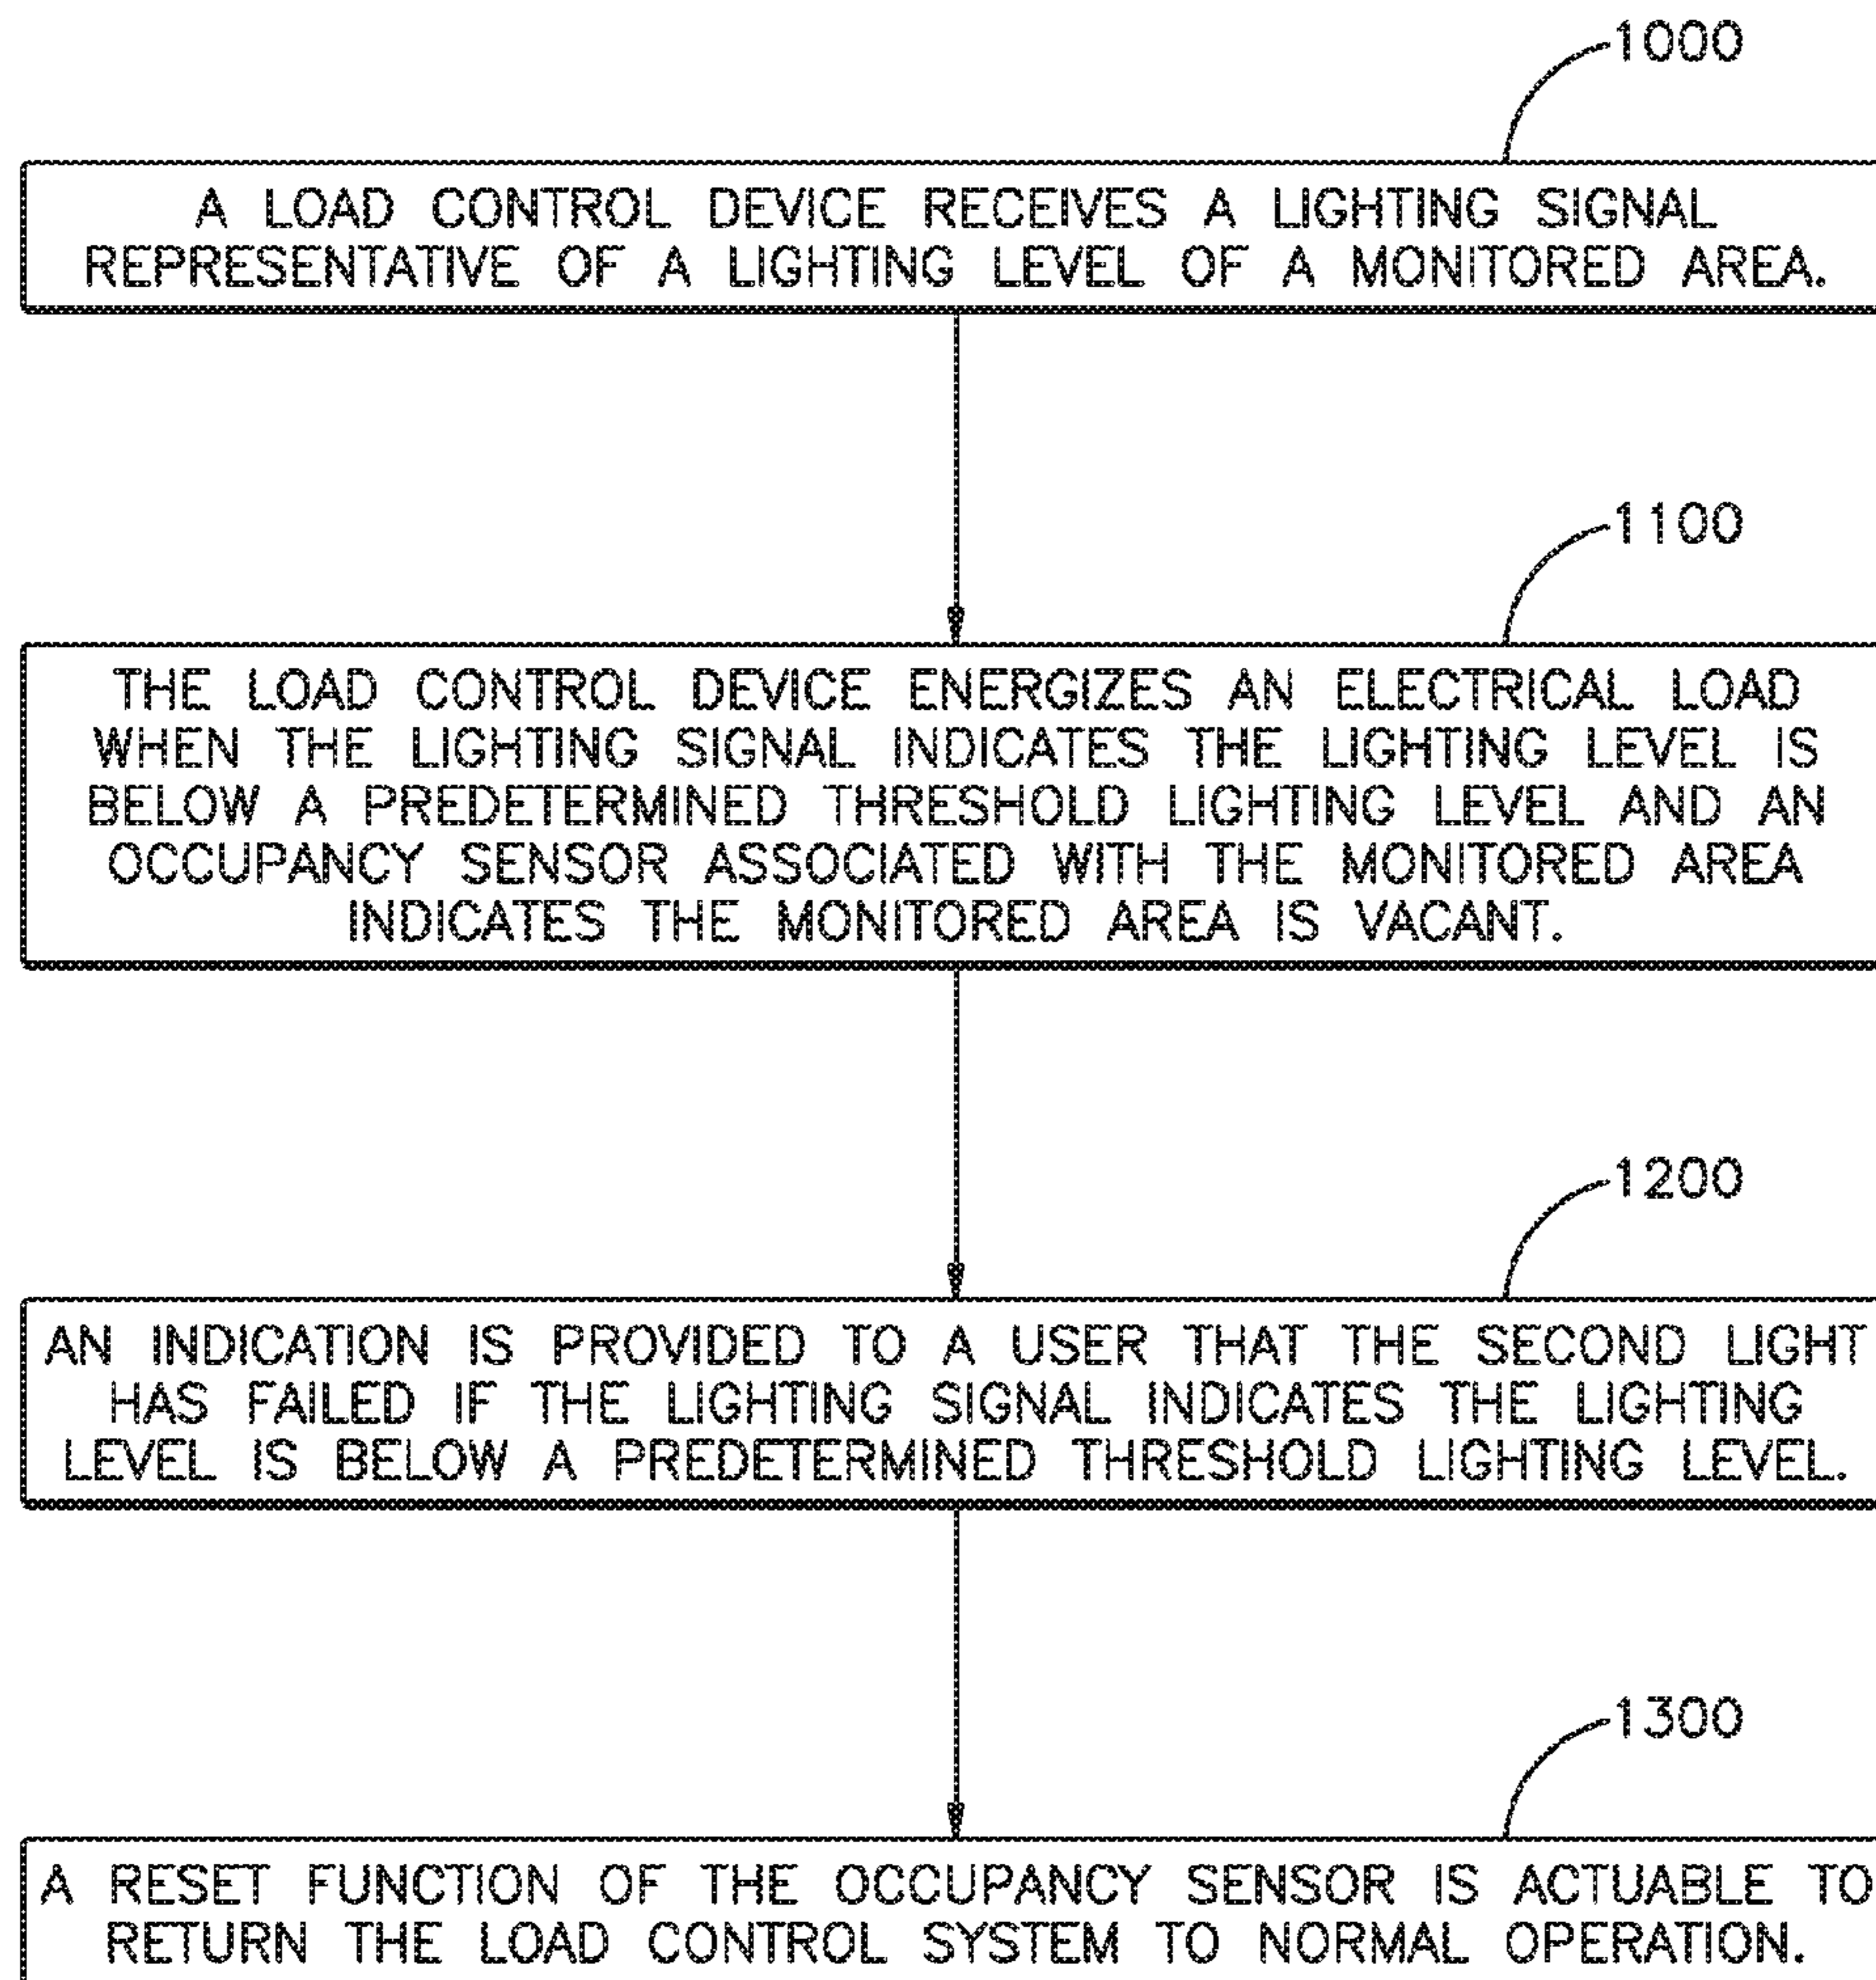 1000
A LOAD CONTROL DEVICE RECEIVES A LIGHTING SIGNAL
REPRESENTATIVE OF A LIGHTING LEVEL OF A MONITORED AREA.
1100
THE LOAD CONTROL DEVICE ENERGIZES AN ELECTRICAL LOAD
WHEN THE LIGHTING SIGNAL INDICATES THE LIGHTING LEVEL IS
BELOW A PREDETERMINED THRESHOLD LIGHTING LEVEL AND AN
OCCUPANCY SENSOR ASSOCIATED WITH THE MONITORED AREA
INDICATES THE MONITORED AREA IS VACANT.
1200
AN INDICATION IS PROVIDED TO A USER THAT THE SECOND LIGHT
HAS FAILED IF THE LIGHTING SIGNAL INDICATES THE LIGHTING
LEVEL IS BELOW A PREDETERMINED THRESHOLD LIGHTING LEVEL.
1300
A RESET FUNCTION OF THE OCCUPANCY SENSOR IS ACTUABLE TO
RETURN THE LOAD CONTROL SYSTEM TO NORMAL OPERATION.